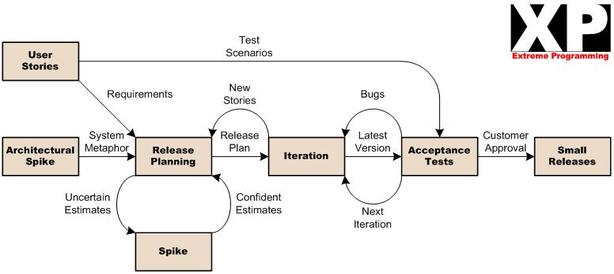 XP
Extreme Programming
Test
Scenarios
User
Stories
Requirements
New
Stories
Bugs
Architectural
Spike
System
Metaphor
Release
Planning
Release
Plan
Iteration
Latest
Version
Acceptance
Tests
Customer
Approval
Small
Releases
Uncertain
Estimates
Confident
Estimates
Next
Iteration
Spike